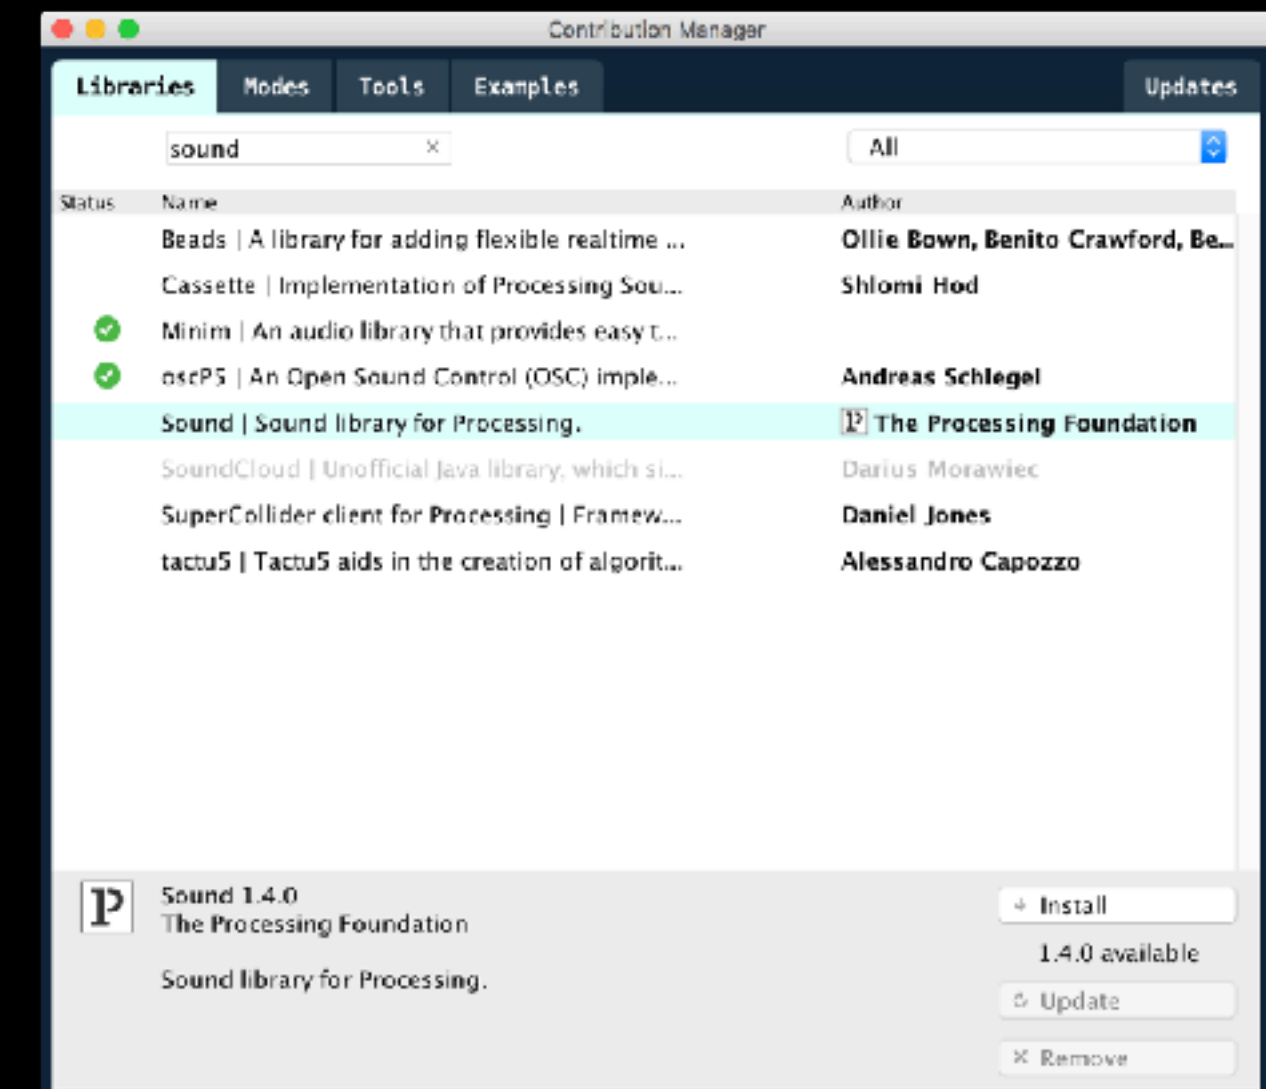 Contribution Manager
Libraries Modes Tools Examples Updates
sound × All
Status Name Author
Beads | A library for adding flexible realtime ... Ollie Bown, Benito Crawford, Be...
Cassette | Implementation of Processing Sou... Shlomi Hod
Minim | An audio library that provides easy t...
oscP5 | An Open Sound Control (OSC) imple... Andreas Schlegel
Sound | Sound library for Processing. P The Processing Foundation
SoundCloud | Unofficial Java library, which si... Darius Morawiec
SuperCollider client for Processing | Framew... Daniel Jones
tactu5 | Tactu5 aids in the creation of algorit... Alessandro Capozzo
P Sound 1.4.0
The Processing Foundation
Sound library for Processing.
Install
1.4.0 available
Update
× Remove